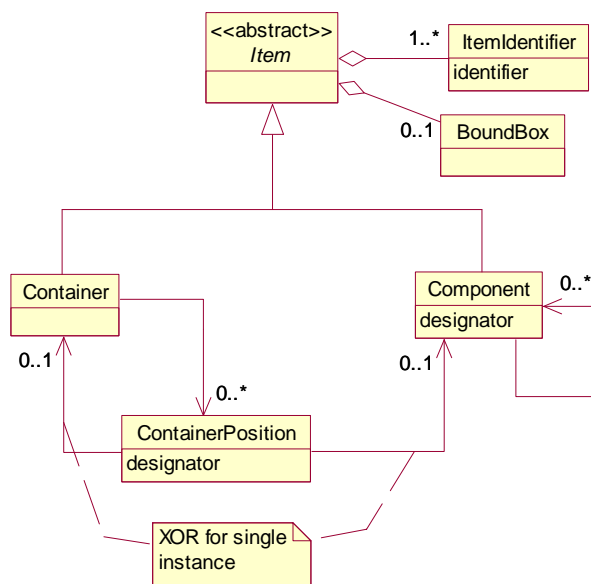 <<abstract>>
Item
1..*
ItemIdentifier
identifier
0..1
BoundBox
Container
Component
designator
0..*
0..1
0..*
0..1
ContainerPosition
designator
XOR for single
instance